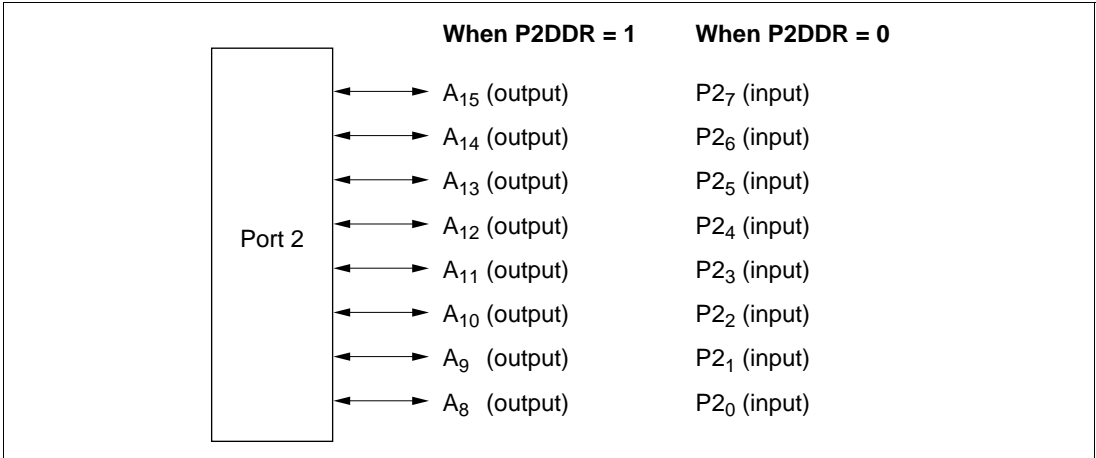 When P2DDR = 1 When P2DDR = 0
A15 (output) P27 (input)
A14 (output) P26 (input)
A13 (output) P25 (input)
A12 (output) P24 (input)
Port 2
A11 (output) P23 (input)
A10 (output) P22 (input)
A9 (output) P21 (input)
A8 (output) P20 (input)